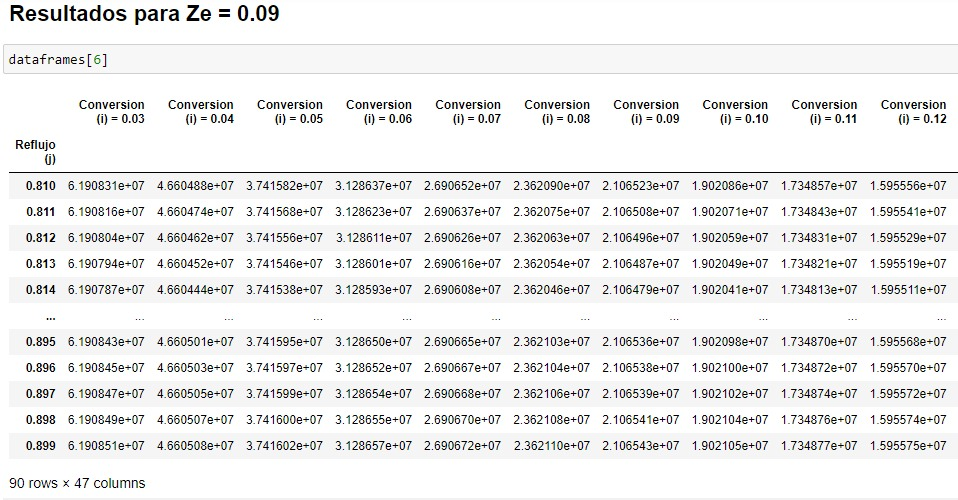 Resultados para Ze = 0.09
dataframes[6]
Conversion Conversion Conversion Conversion Conversion Conversion Conversion Conversion Conversion Conversion
(i) = 0.03 (i) = 0.04 (i) = 0.05 (i) = 0.06 (i) = 0.07 (i) = 0.08 (i) = 0.09 (i) = 0.10 (i) = 0.11 (i) = 0.12
Reflujo
(j)
0.810 6.190831e+07 4.660488e+07 3.741582e+07 3.128637e+07 2.690652e+07 2.362090e+07 2.106523e+07 1.902086e+07 1.734857e+07 1.595556e+07
0.811 6.190816e+07 4.660474e+07 3.741568e+07 3.128623e+07 2.690637e+07 2.362075e+07 2.106508e+07 1.902071e+07 1.734843e+07 1.595541e+07
0.812 6.190804e+07 4.660462e+07 3.741556e+07 3.128611e+07 2.690626e+07 2.362063e+07 2.106496e+07 1.902059e+07 1.734831e+07 1.595529e+07
0.813 6.190794e+07 4.660452e+07 3.741546e+07 3.128601e+07 2.690616e+07 2.362054e+07 2.106487e+07 1.902049e+07 1.734821e+07 1.595519e+07
0.814 6.190787e+07 4.660444e+07 3.741538e+07 3.128593e+07 2.690608e+07 2.362046e+07 2.106479e+07 1.902041e+07 1.734813e+07 1.595511e+07
... ... ... ... ... ... ... ... ... ... ...
0.895 6.190843e+07 4.660501e+07 3.741595e+07 3.128650e+07 2.690665e+07 2.362103e+07 2.106536e+07 1.902098e+07 1.734870e+07 1.595568e+07
0.896 6.190845e+07 4.660503e+07 3.741597e+07 3.128652e+07 2.690667e+07 2.362104e+07 2.106538e+07 1.902100e+07 1.734872e+07 1.595570e+07
0.897 6.190847e+07 4.660505e+07 3.741599e+07 3.128654e+07 2.690668e+07 2.362106e+07 2.106539e+07 1.902102e+07 1.734874e+07 1.595572e+07
0.898 6.190849e+07 4.660507e+07 3.741600e+07 3.128655e+07 2.690670e+07 2.362108e+07 2.106541e+07 1.902104e+07 1.734876e+07 1.595574e+07
0.899 6.190851e+07 4.660508e+07 3.741602e+07 3.128657e+07 2.690672e+07 2.362110e+07 2.106543e+07 1.902105e+07 1.734877e+07 1.595575e+07
90 rows × 47 columns